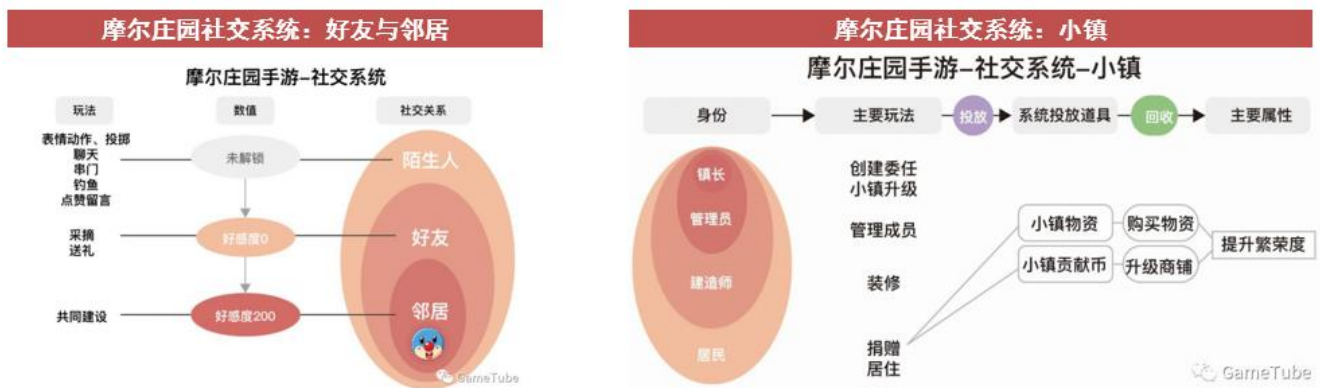 摩尔庄园社交系统：好友与邻居
摩尔庄园手游-社交系统
玩法
数值
社交关系
表情动作、投掷
聊天
串门
钓鱼
点赞留言
未解锁
陌生人
采摘
送礼
好感度0
好友
共同建设
好感度200
邻居
GameTube
摩尔庄园社交系统：小镇
摩尔庄园手游-社交系统-小镇
身份
主要玩法
投放
系统投放道具
回收
主要属性
镇长
创建委任
小镇升级
管理员
管理成员
小镇物资
购买物资
提升繁荣度
小镇贡献币
升级商铺
建造师
装修
居民
捐赠
居住
GameTube